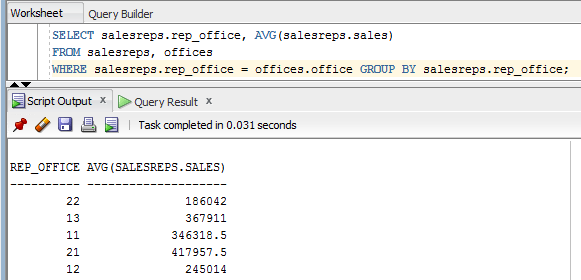 Worksheet Query Builder
SELECT salesreps.rep_office, AVG(salesreps.sales)
FROM salesreps, offices
WHERE salesreps.rep_office = offices.office GROUP BY salesreps.rep_office;
Script Output x Query Result x
Task completed in 0.031 seconds
REP_OFFICE AVG(SALESREPS.SALES)
---------- --------------------
22 186042
13 367911
11 346318.5
21 417957.5
12 245014